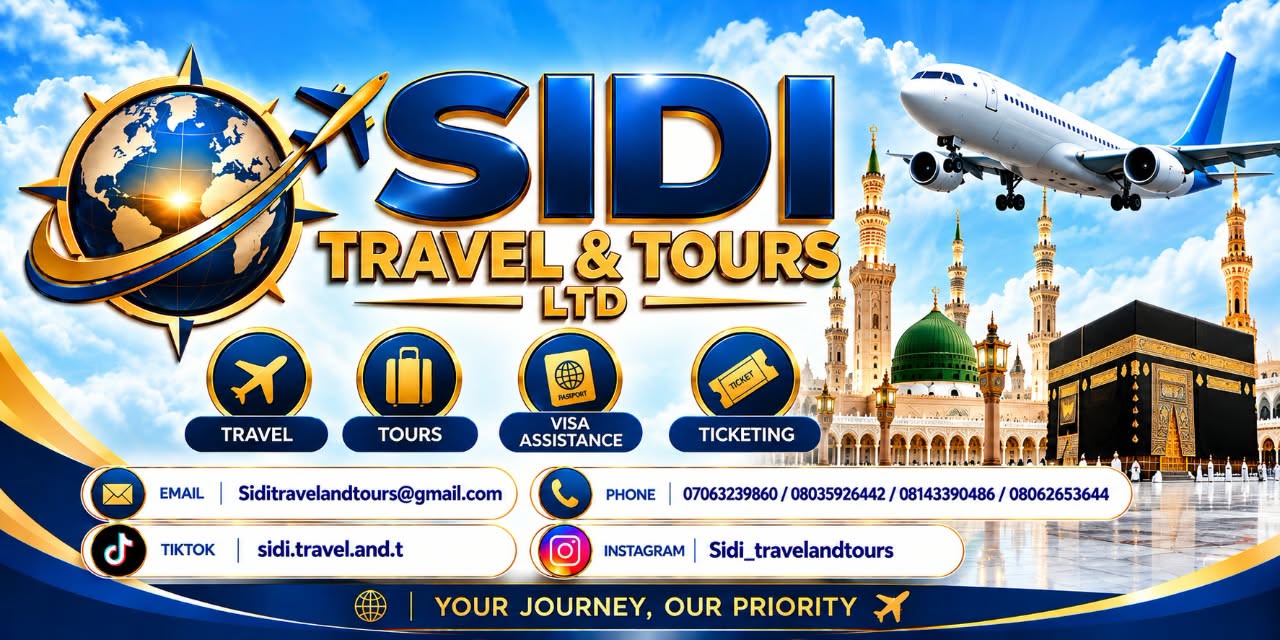 SIDI
TRAVEL & TOURS
LTD
TRAVEL
TOURS
PASSPORT
VISA
ASSISTANCE
TICKET
TICKETING
EMAIL
Siditravelandtours@gmail.com
PHONE
07063239860 / 08035926442 / 08143390486 / 08062653644
TIKTOK
sidi.travel.and.t
INSTAGRAM
Sidi_travelandtours
YOUR JOURNEY, OUR PRIORITY